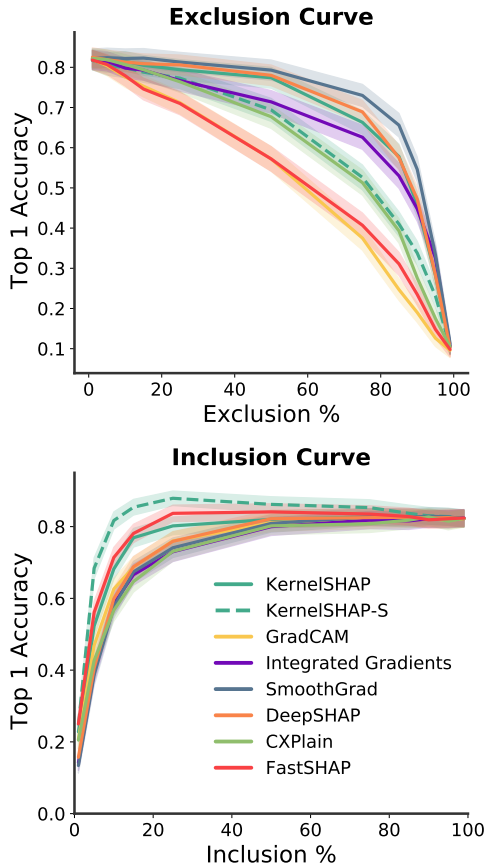 Exclusion Curve
Top 1 Accuracy
0.8
0.7
0.6
0.5
0.4
0.3
0.2
0.1
0 20 40 60 80 100
Exclusion %
Inclusion Curve
Top 1 Accuracy
0.8
0.6
0.4
0.2
0.0
KernelSHAP
KernelSHAP-S
GradCAM
Integrated Gradients
SmoothGrad
DeepSHAP
CXPlain
FastSHAP
0 20 40 60 80 100
Inclusion %